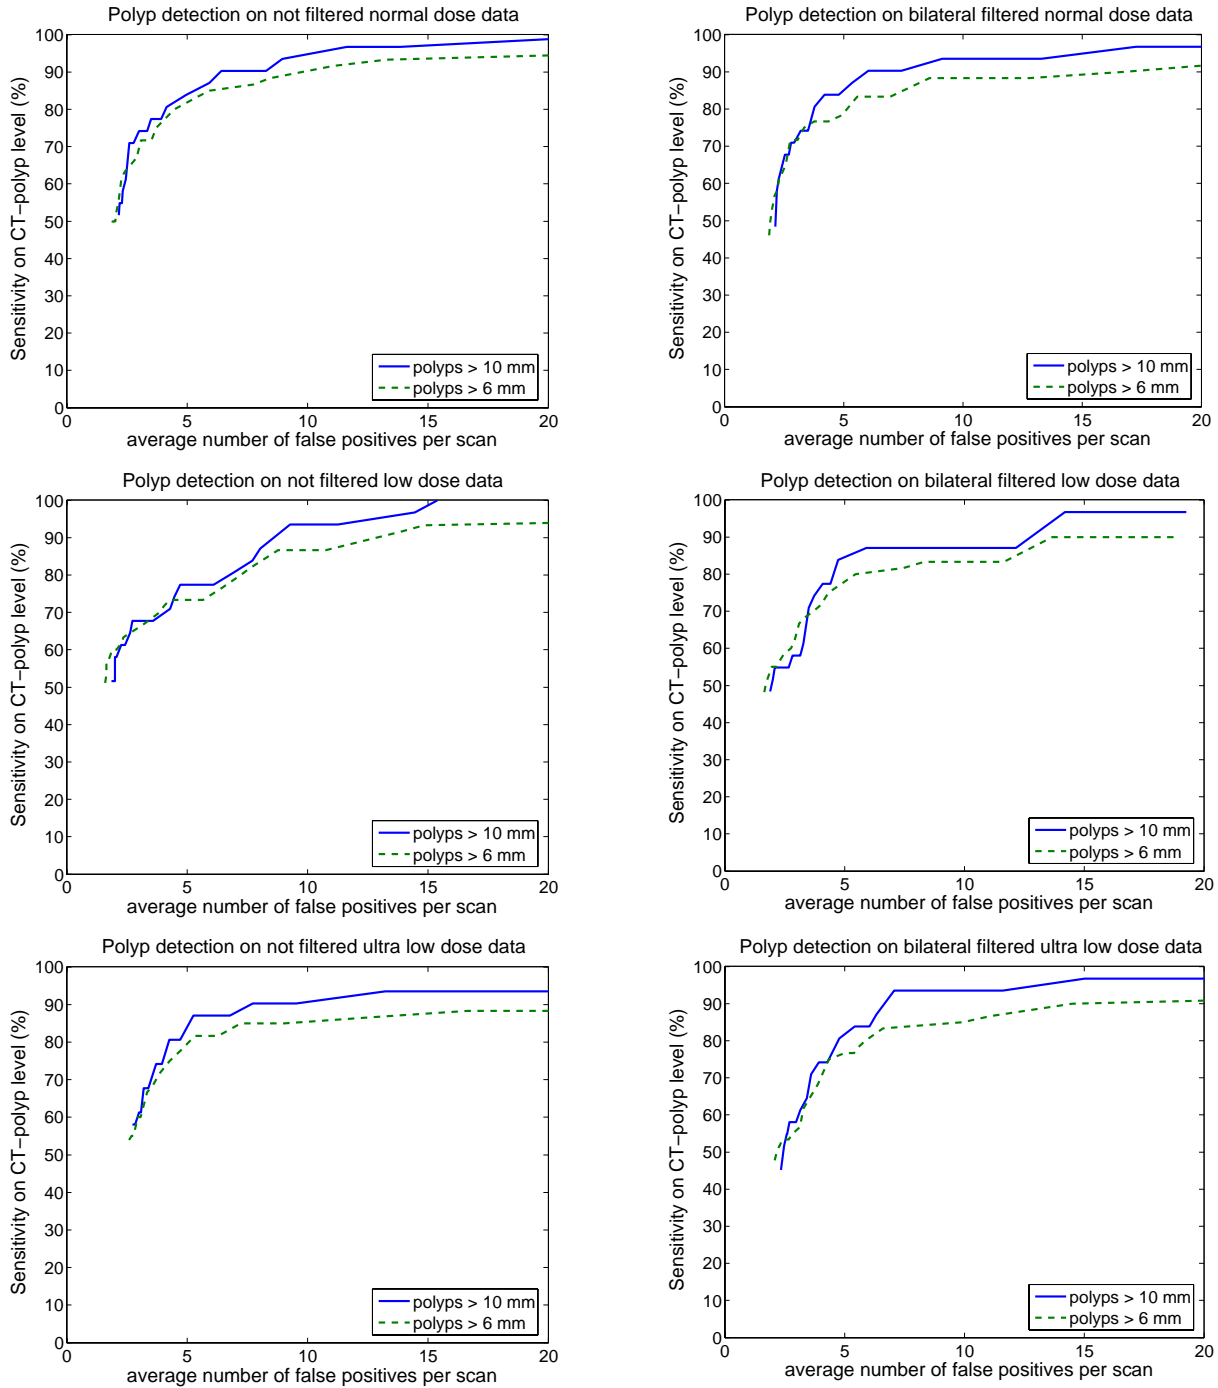 Polyp detection on not filtered normal dose data
Sensitivity on CT−polyp level (%)
100
90
80
70
60
50
40
30
20
10
0
0 5 10 15 20
polyps > 10 mm
polyps > 6 mm
average number of false positives per scan
Polyp detection on bilateral filtered normal dose data
Sensitivity on CT−polyp level (%)
100
90
80
70
60
50
40
30
20
10
0
0 5 10 15 20
polyps > 10 mm
polyps > 6 mm
average number of false positives per scan
Polyp detection on not filtered low dose data
Sensitivity on CT−polyp level (%)
100
90
80
70
60
50
40
30
20
10
0
0 5 10 15 20
polyps > 10 mm
polyps > 6 mm
average number of false positives per scan
Polyp detection on bilateral filtered low dose data
Sensitivity on CT−polyp level (%)
100
90
80
70
60
50
40
30
20
10
0
0 5 10 15 20
polyps > 10 mm
polyps > 6 mm
average number of false positives per scan
Polyp detection on not filtered ultra low dose data
Sensitivity on CT−polyp level (%)
100
90
80
70
60
50
40
30
20
10
0
0 5 10 15 20
polyps > 10 mm
polyps > 6 mm
average number of false positives per scan
Polyp detection on bilateral filtered ultra low dose data
Sensitivity on CT−polyp level (%)
100
90
80
70
60
50
40
30
20
10
0
0 5 10 15 20
polyps > 10 mm
polyps > 6 mm
average number of false positives per scan